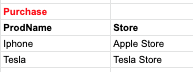 Purchase
ProdName Store
Iphone Apple Store
Tesla Tesla Store